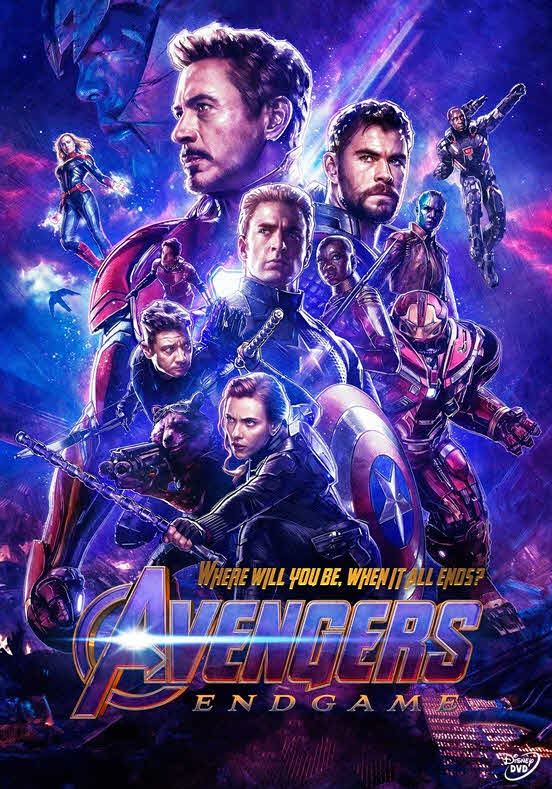 WHERE WILL YOU BE, WHEN IT ALL ENDS?
AVENGERS
ENDGAME
Disney
DVD